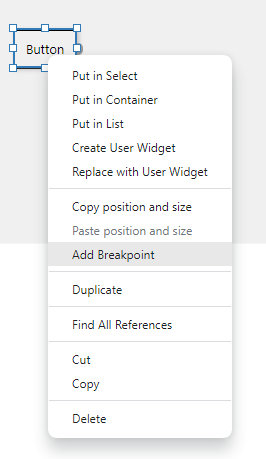 Button
Put in Select
Put in Container
Put in List
Create User Widget
Replace with User Widget
Copy position and size
Paste position and size
Add Breakpoint
Duplicate
Find All References
Cut
Copy
Delete